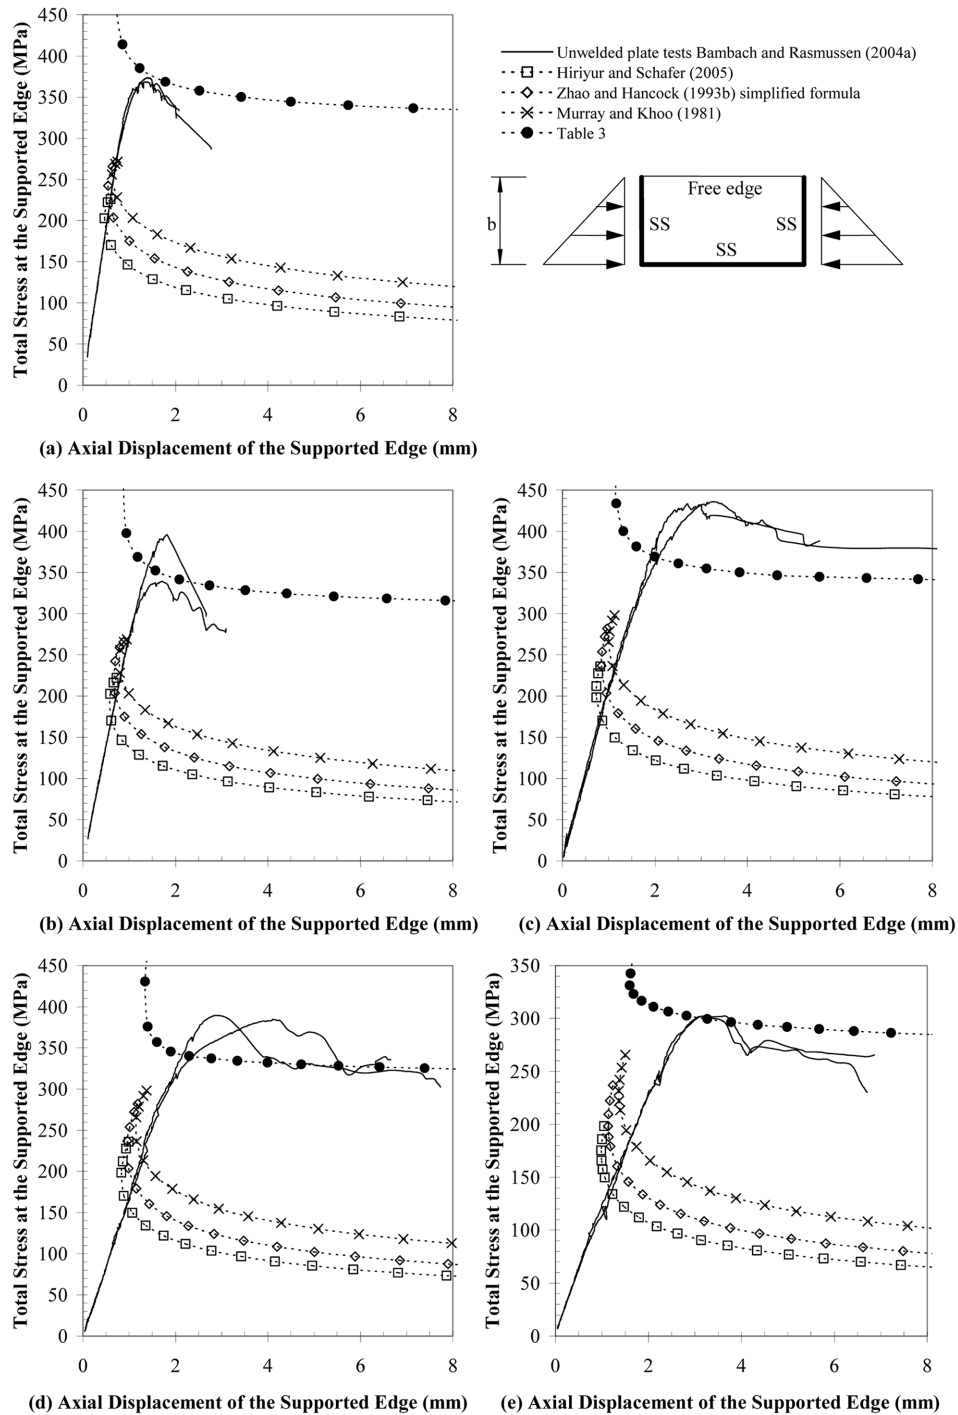 Total Stress at the Supported Edge (MPa)
450
400
350
300
250
200
150
100
50
0
0 2 4 6 8
(a) Axial Displacement of the Supported Edge (mm)
Unwelded plate tests Bambach and Rasmussen (2004a)
Hiriyur and Schafer (2005)
Zhao and Hancock (1993b) simplified formula
Murray and Khoo (1981)
Table 3
b
Free edge
SS SS
SS
Total Stress at the Supported Edge (MPa)
450
400
350
300
250
200
150
100
50
0
0 2 4 6 8
(b) Axial Displacement of the Supported Edge (mm)
Total Stress at the Supported Edge (MPa)
450
400
350
300
250
200
150
100
50
0
0 2 4 6 8
(c) Axial Displacement of the Supported Edge (mm)
Total Stress at the Supported Edge (MPa)
450
400
350
300
250
200
150
100
50
0
0 2 4 6 8
(d) Axial Displacement of the Supported Edge (mm)
Total Stress at the Supported Edge (MPa)
350
300
250
200
150
100
50
0
0 2 4 6 8
(e) Axial Displacement of the Supported Edge (mm)